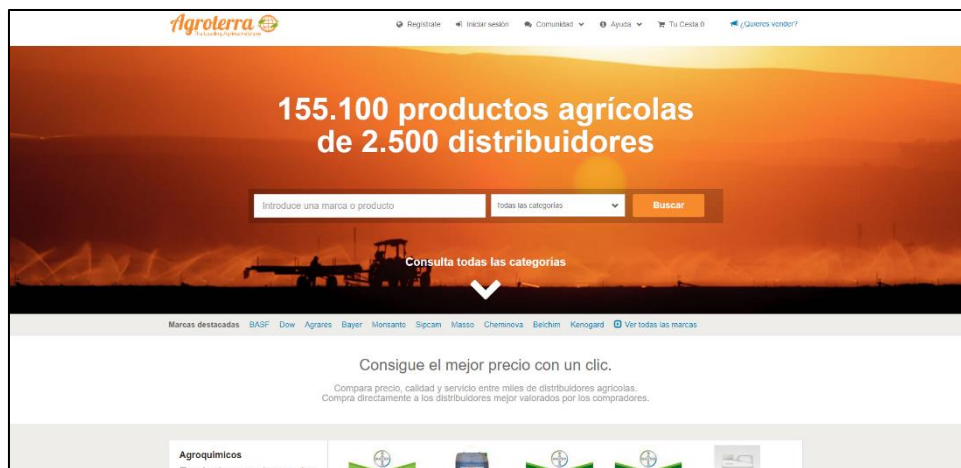 Agroterra
Regístrate
Iniciar sesión
Comunidad
Ayuda
Tu Cesta 0
¿Quieres vender?
155.100 productos agrícolas
de 2.500 distribuidores
Introduce una marca o producto
Todas las categorías
Buscar
Consulta todas las categorías
Marcas destacadas BASF Dow Agrares Bayer Monsanto Sipcam Masso Cheminova Belchim Kenogard Ver todas las marcas
Consigue el mejor precio con un clic.
Compara precio, calidad y servicio entre miles de distribuidores agrícolas.
Compra directamente a los distribuidores mejor valorados por los compradores.
Agroquímicos